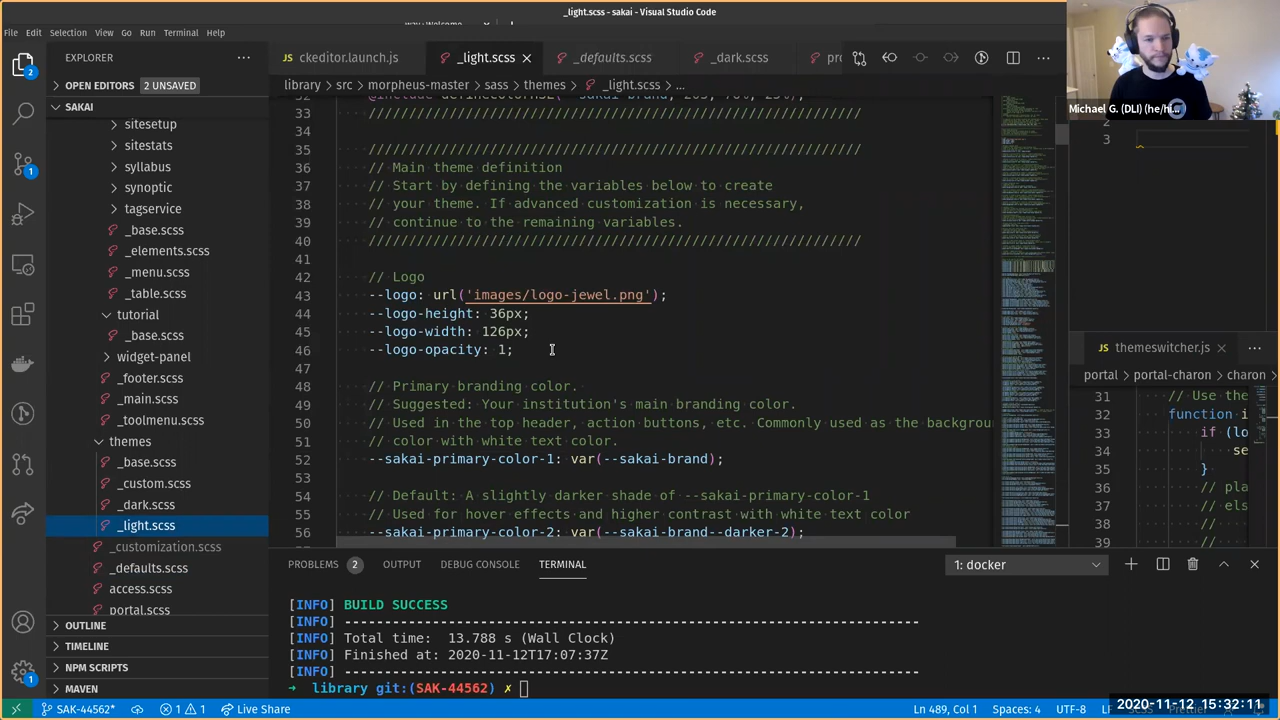 _light.scss - sakai - Visual Studio Code
File Edit Selection View Go Run Terminal Help
EXPLORER
OPEN EDITORS 2 UNSAVED
SAKAI
sitesetup
sitestats
syllabus
synoptic
tagservice
_base.scss
_elements.scss
_menu.scss
_table.scss
tutorial
_base.scss
widget-panel
_footer.scss
_main.scss
_toolmenu.scss
themes
_base.scss
_custom.scss
_dark.scss
_light.scss
_customization.scss
_defaults.scss
access.scss
portal.scss
OUTLINE
TIMELINE
NPM SCRIPTS
MAVEN
JS ckeditor.launch.js _light.scss _defaults.scss _dark.scss
library > src > morpheus-master > sass > themes > _light.scss > ...
33 //////////////////////////////////////////////////////////////
34
35 //////////////////////////////////////////////////////////////
36 // Main theme definition
37 // Start by defining the variables below to create
38 // your theme. If advanced customization is necessary,
39 // continue to the remaining variables.
40 //////////////////////////////////////////////////////////////
41
42 // Logo
43 --logo: url('images/logo-jewel.png');
44 --logo-height: 36px;
45 --logo-width: 126px;
46 --logo-opacity: 1;
47
48 // Primary branding color.
49 // Suggested: Your institution's main branding color.
50 // Used in the top header, action buttons, etc. Commonly used as the backgrou
51 // color with white text color.
52 --sakai-primary-color-1: var(--sakai-brand);
53
54 // Default: A slightly darker shade of --sakai-primary-color-1
55 // Used for hover effects and higher contrast with white text color
56 --sakai-primary-color-2: var(--sakai-brand--darker-2);
PROBLEMS 2 OUTPUT DEBUG CONSOLE TERMINAL 1: docker
[INFO] BUILD SUCCESS
[INFO] ------------------------------------------------------------------------
[INFO] Total time: 13.788 s (Wall Clock)
[INFO] Finished at: 2020-11-12T17:07:37Z
[INFO] ------------------------------------------------------------------------
➜ library git:(SAK-44562) ✗
Michael G. (DLI) (he/hi...
2
3
JS themeswitcher.js
portal > portal-charon > charon
31 // Use the
32 function i
33 if (lo
34 se
35 }
36 // pla
37 els
38 //
39
SAK-44562* 1 1 Live Share Ln 489, Col 1 Spaces: 4 UTF-8
2020-11-12 15:32:11